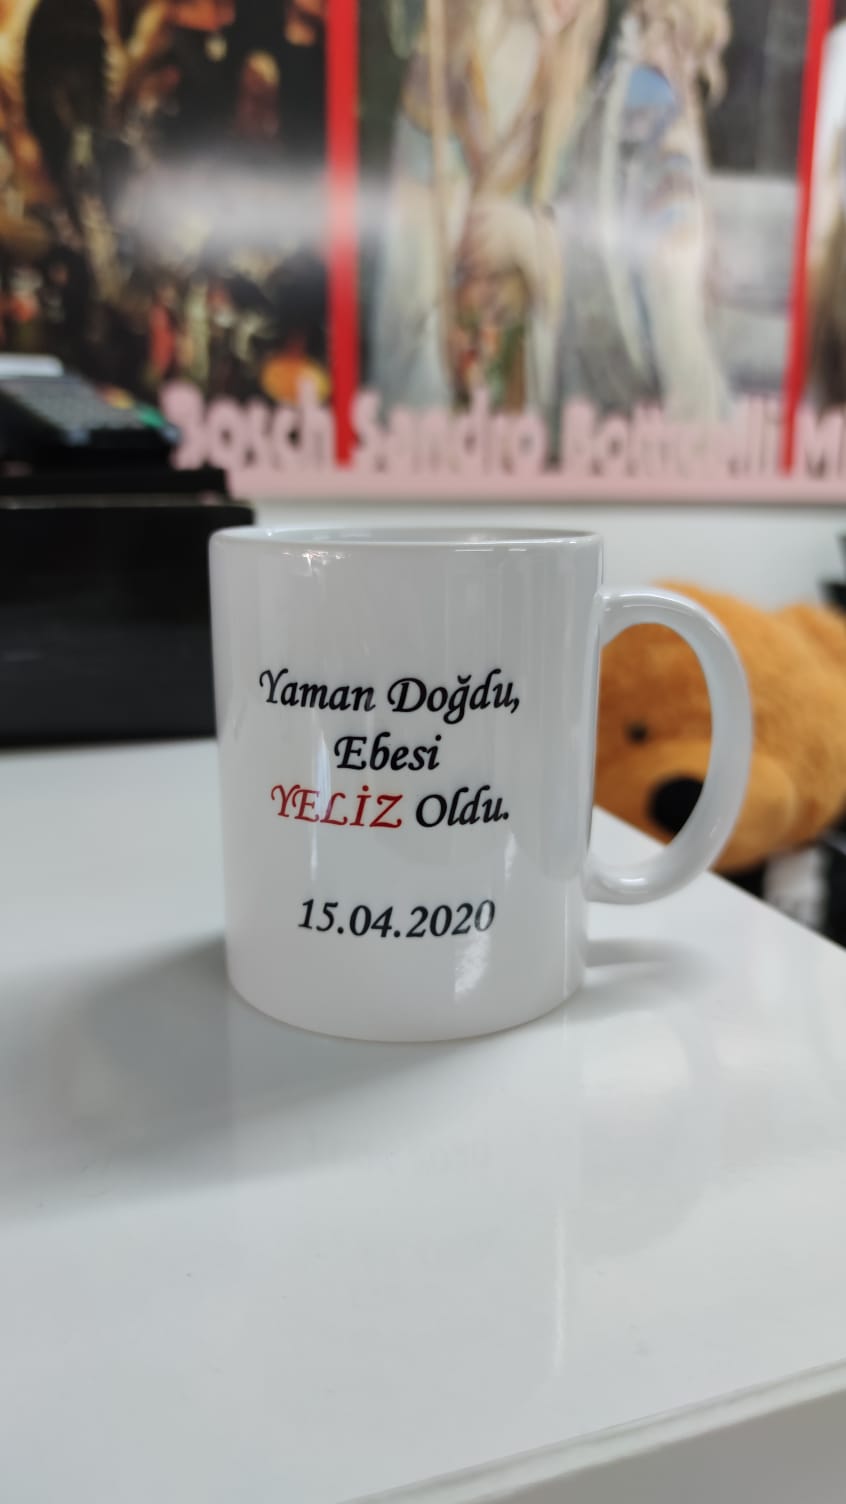 Bosch Sandro Botticelli
Yaman Doğdu,
Ebesi
YELİZ Oldu.
15.04.2020